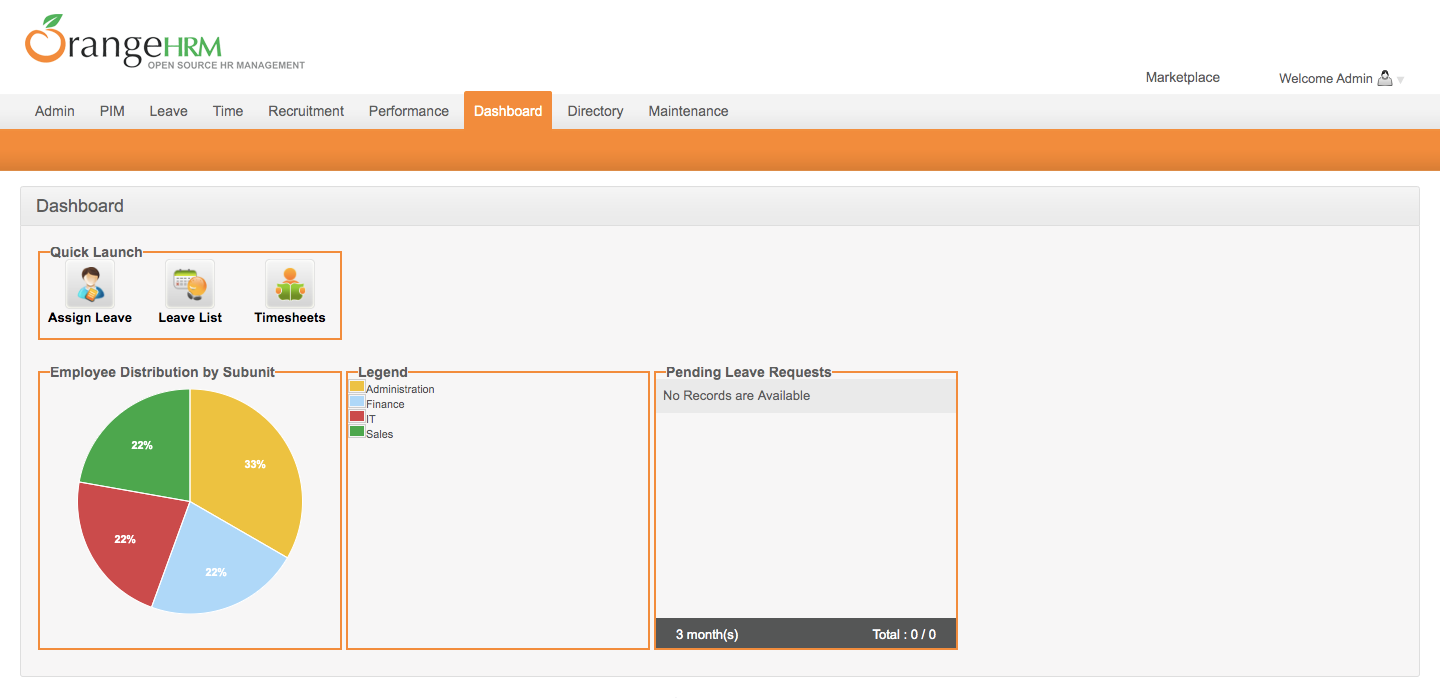 OrangeHRM
OPEN SOURCE HR MANAGEMENT
Marketplace
Welcome Admin
Admin PIM Leave Time Recruitment Performance Dashboard Directory Maintenance
Dashboard
Quick Launch
Assign Leave Leave List Timesheets
Employee Distribution by Subunit
22%
33%
22%
22%
Legend
Administration
Finance
IT
Sales
Pending Leave Requests
No Records are Available
3 month(s) Total : 0 / 0